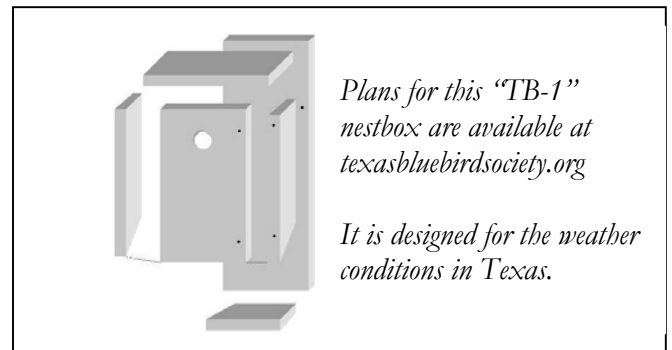 Plans for this “TB-1”
nestbox are available at
texasbluebirdsociety.org
It is designed for the weather
conditions in Texas.